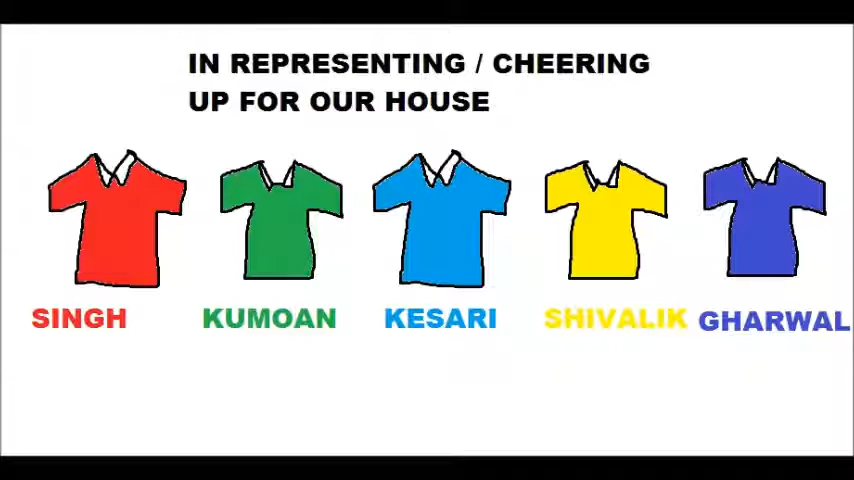 IN REPRESENTING / CHEERING
UP FOR OUR HOUSE
SINGH KUMOAN KESARI SHIVALIK GHARWAL